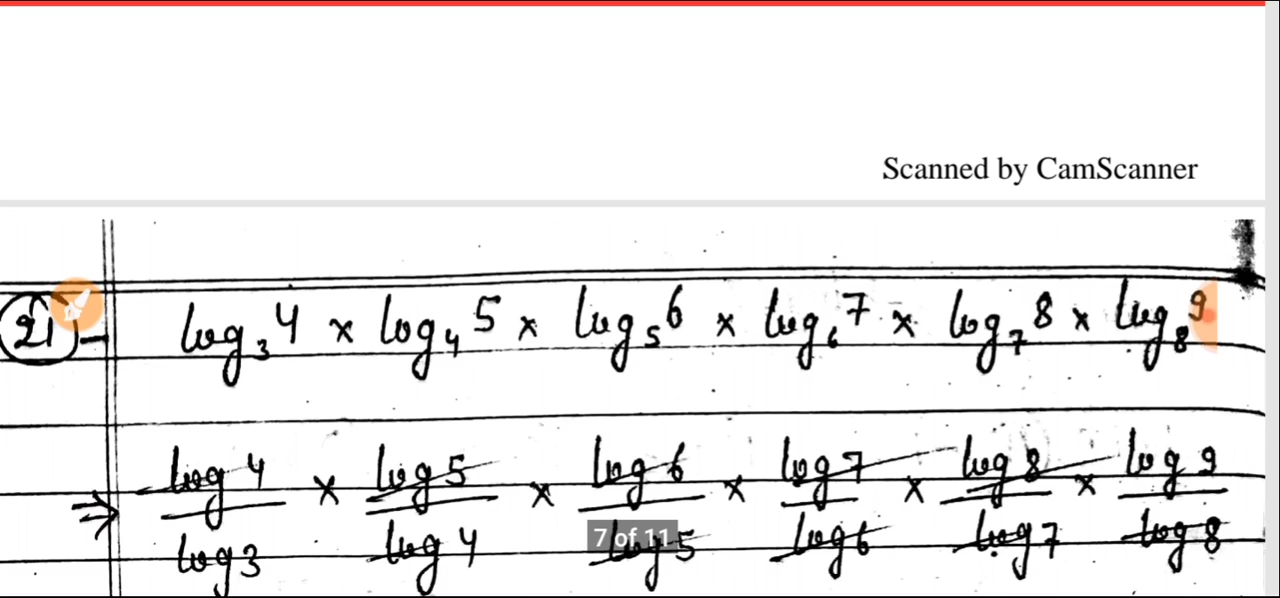 Scanned by CamScanner
21 - log₃4 × log₄5 × log₅6 × log₆7 × log₇8 × log₈9
⇒ log 4 / log 3 × log 5 / log 4 × log 6 / log 5 × log 7 / log 6 × log 8 / log 7 × log 9 / log 8
7 of 11